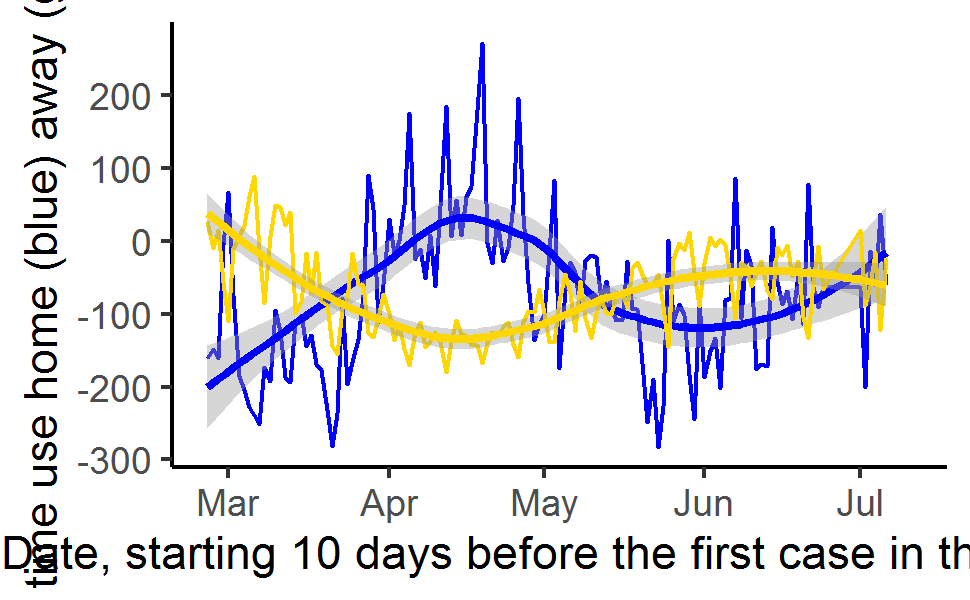 time use home (blue) away (
200
100
0
-100
-200
-300
Mar Apr May Jun Jul
Date, starting 10 days before the first case in th